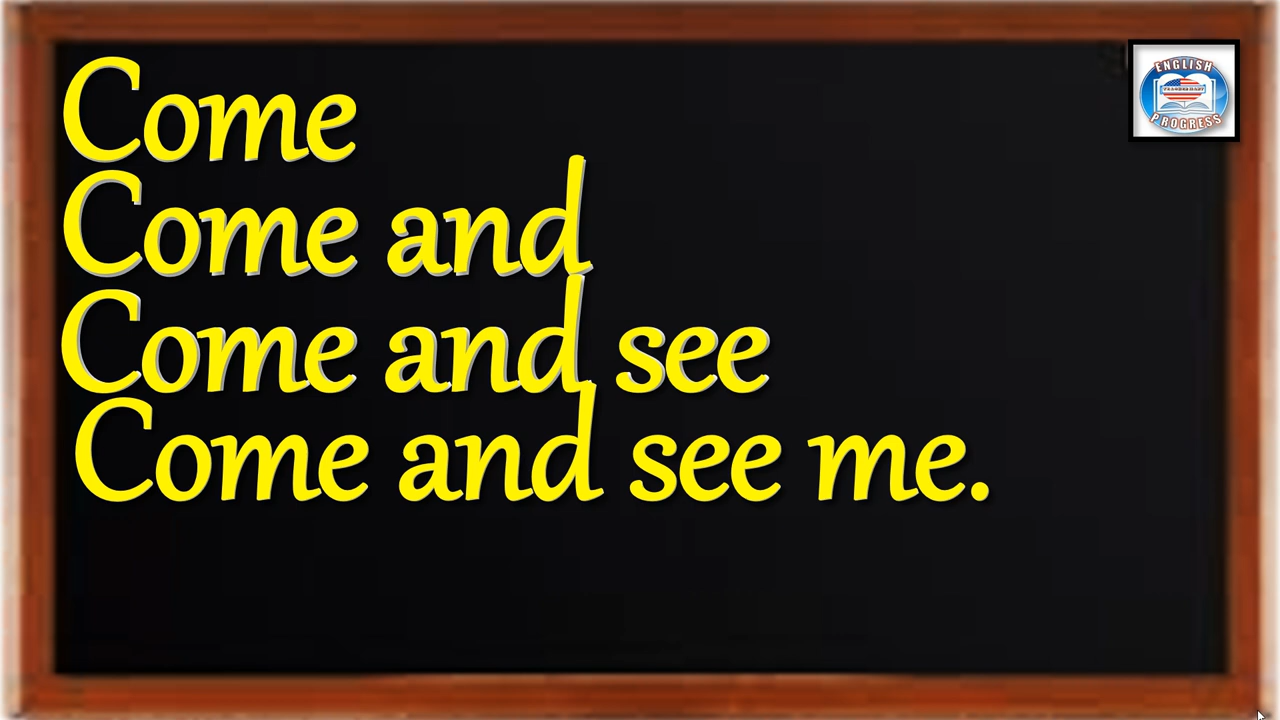 Come
Come and
Come and see
Come and see me.
ENGLISH
PROGRESS